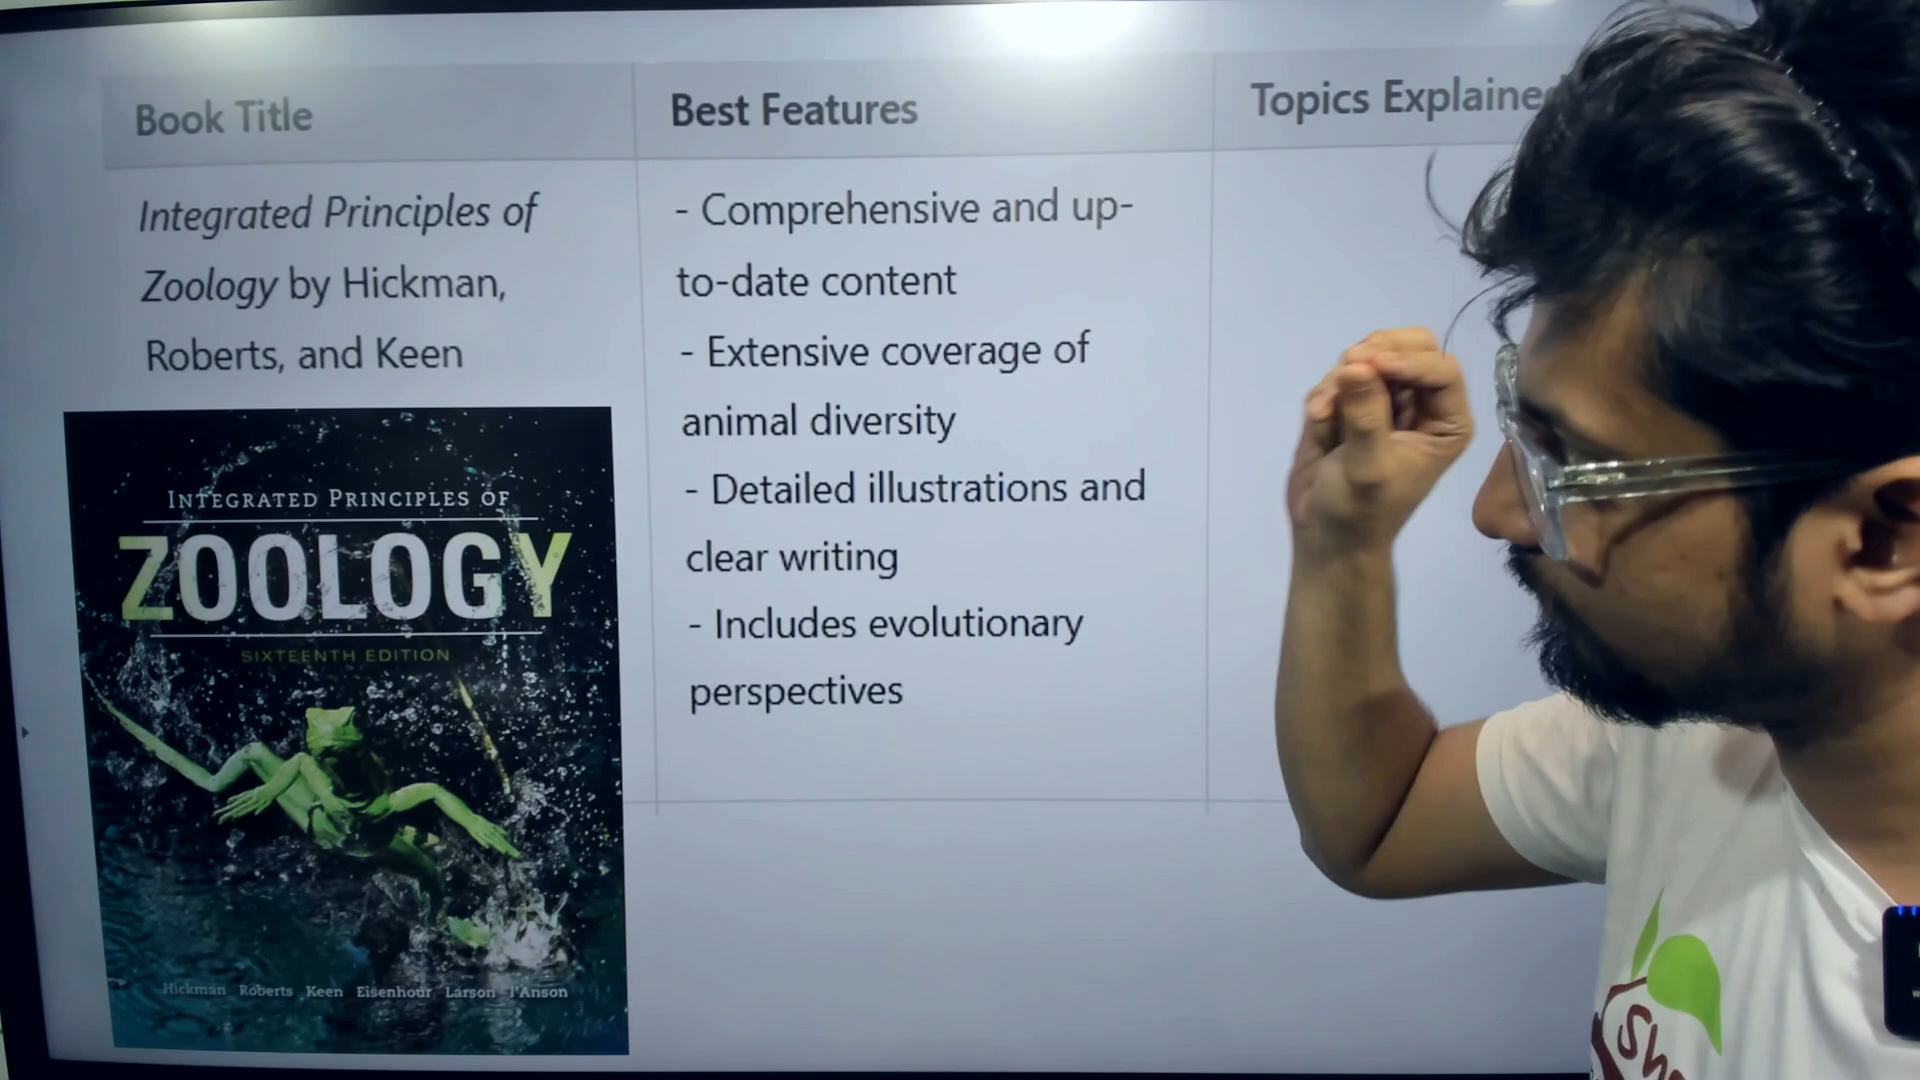 Book Title
Best Features
Topics Explained
Integrated Principles of
Zoology by Hickman,
Roberts, and Keen
- Comprehensive and up-
to-date content
- Extensive coverage of
animal diversity
- Detailed illustrations and
clear writing
- Includes evolutionary
perspectives
INTEGRATED PRINCIPLES OF
ZOOLOGY
SIXTEENTH EDITION
Hickman Roberts Keen Eisenhour Larson l'Anson